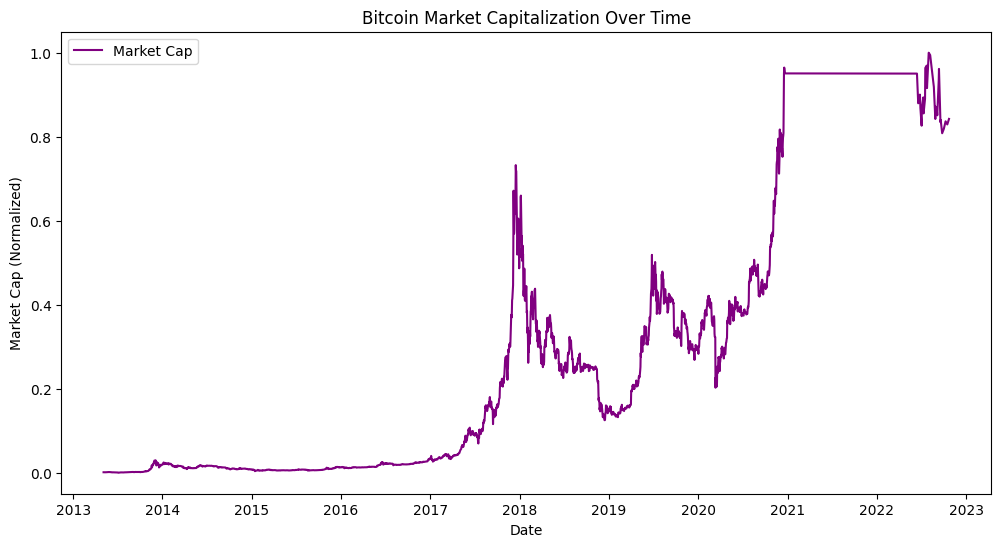 Bitcoin Market Capitalization Over Time
Market Cap
Market Cap (Normalized)
1.0
0.8
0.6
0.4
0.2
0.0
2013 2014 2015 2016 2017 2018 2019 2020 2021 2022 2023
Date